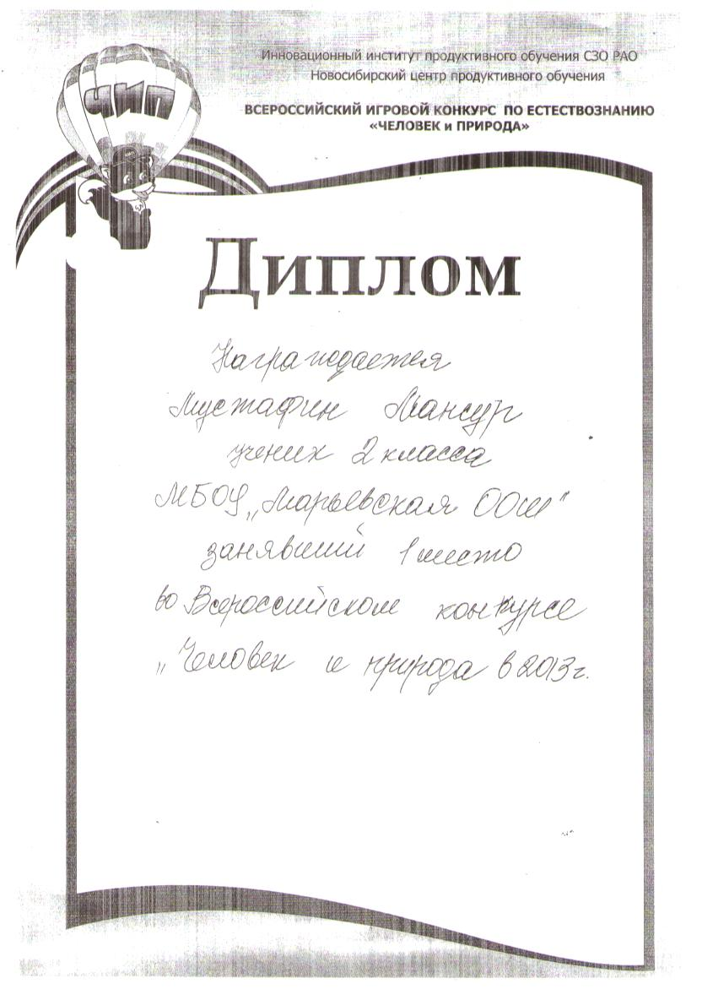 Инновационный институт продуктивного обучения СЗО РАО
Новосибирский центр продуктивного обучения
ВСЕРОССИЙСКИЙ ИГРОВОЙ КОНКУРС ПО ЕСТЕСТВОЗНАНИЮ
«ЧЕЛОВЕК и ПРИРОДА»
ЧИП
Диплом
Награждается
Мустафин Мансур
ученик 2 класса
МБОУ „Марьевская ООШ"
занявший 1 место
во Всероссийском конкурсе
„Человек и природа в 2013 г.